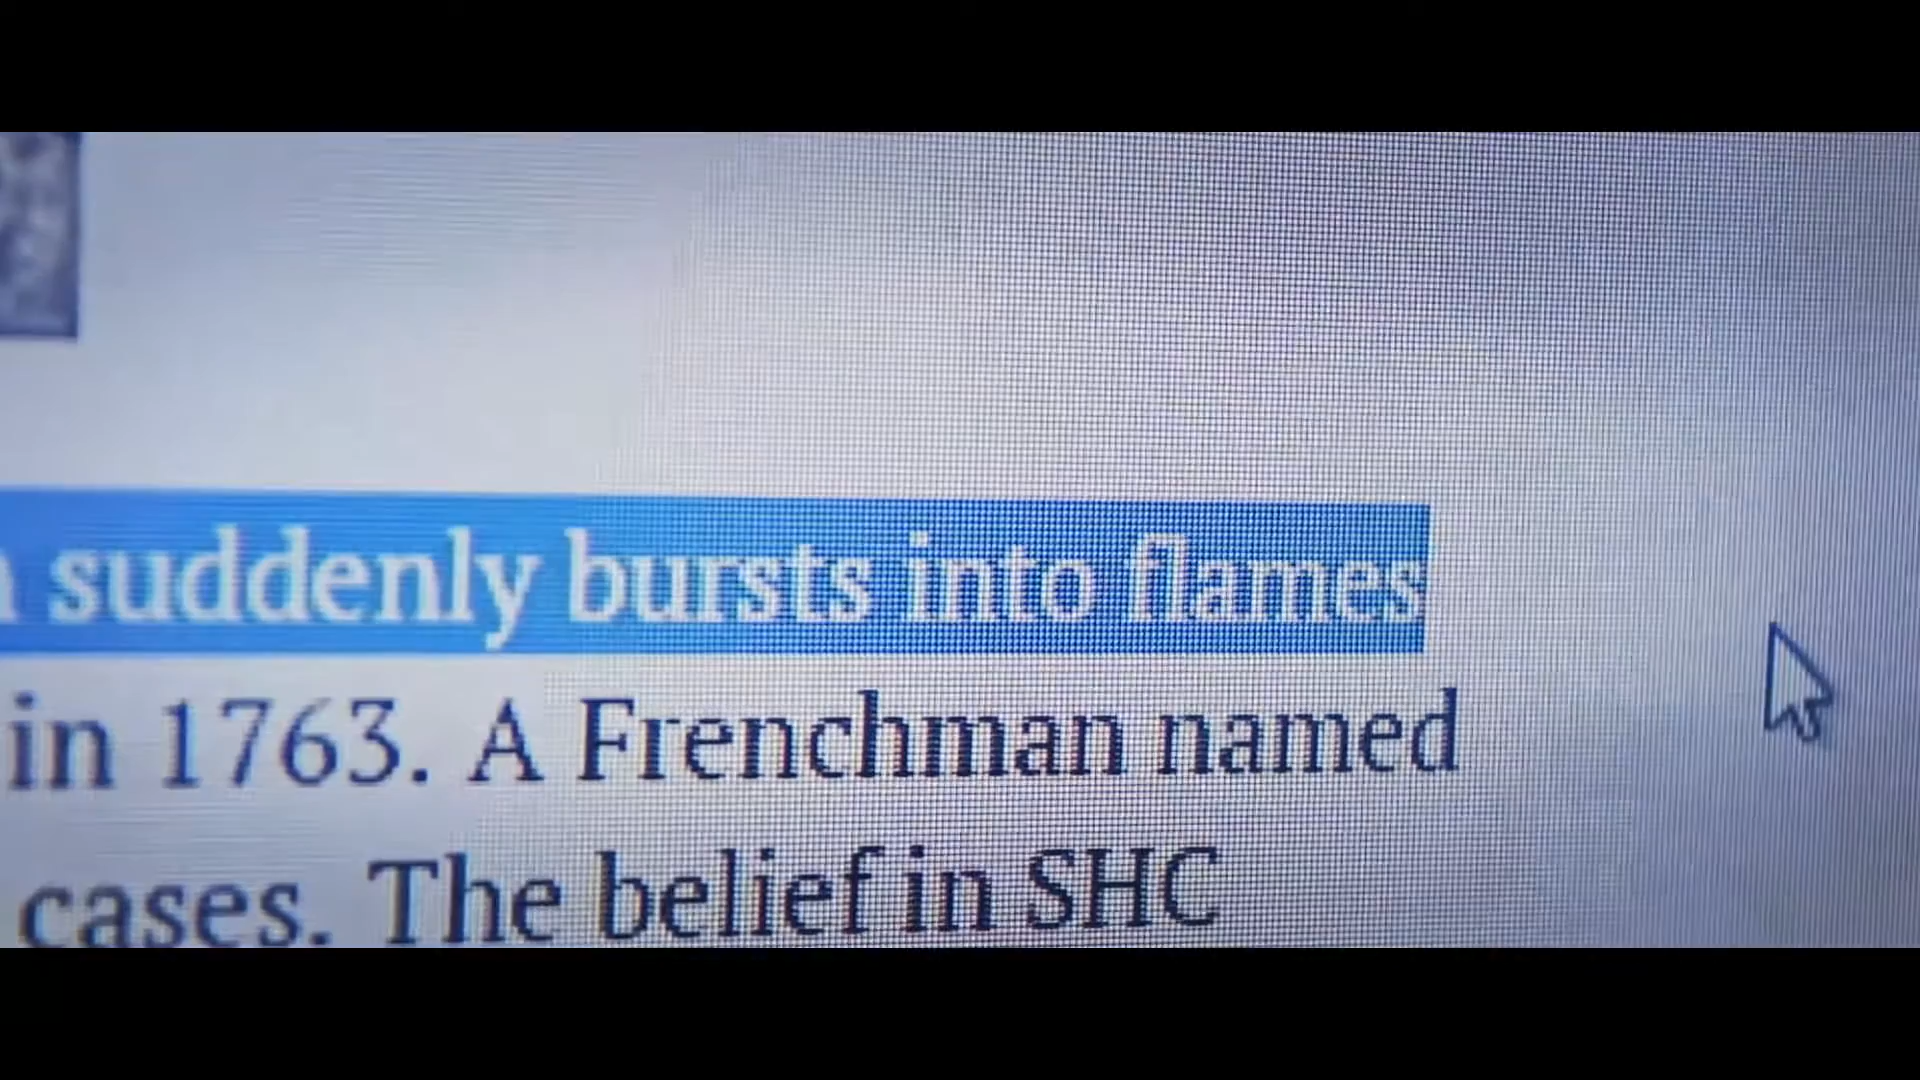 suddenly bursts into flames
in 1763. A Frenchman named
cases. The belief in SHC